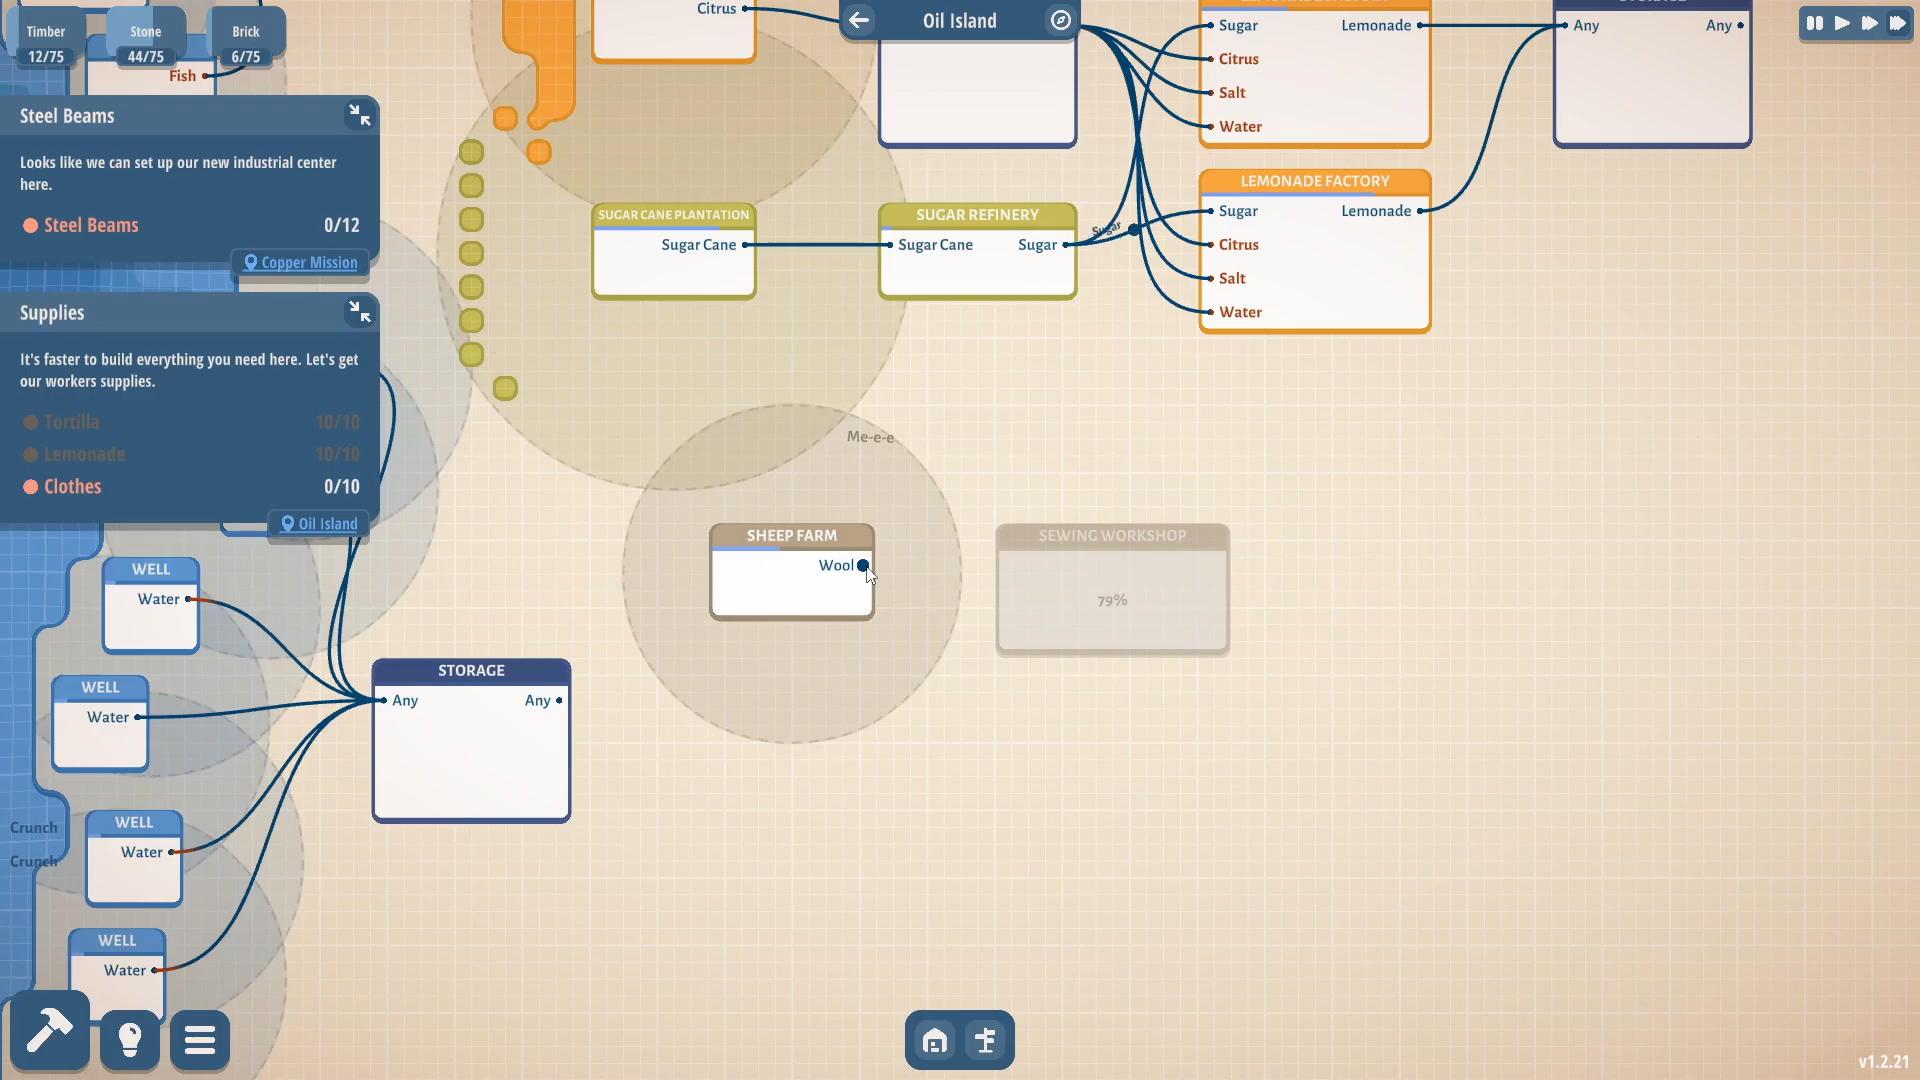 Timber
12/75
Stone
44/75
Brick
6/75
Fish
Citrus
Oil Island
Sugar
Citrus
Salt
Water
Lemonade
Any
Any
Steel Beams
Looks like we can set up our new industrial center
here.
Steel Beams 0/12
Copper Mission
Supplies
It's faster to build everything you need here. Let's get
our workers supplies.
Tortilla 10/10
Lemonade 10/10
Clothes 0/10
Oil Island
SUGAR CANE PLANTATION
Sugar Cane
SUGAR REFINERY
Sugar Cane Sugar
Sugar
LEMONADE FACTORY
Sugar Lemonade
Citrus
Salt
Water
Me-e-e
SHEEP FARM
Wool
SEWING WORKSHOP
79%
WELL
Water
WELL
Water
WELL
Water
WELL
Water
STORAGE
Any Any
Crunch
Crunch
v1.2.21